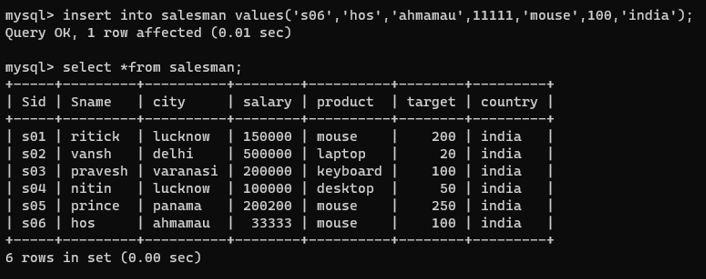 mysql> insert into salesman values('s06','hos','ahmamau',11111,'mouse',100,'india');
Query OK, 1 row affected (0.01 sec)
mysql> select *from salesman;
+-----+---------+----------+--------+----------+--------+---------+
| Sid | Sname   | city     | salary | product  | target | country |
+-----+---------+----------+--------+----------+--------+---------+
| s01 | ritick  | lucknow  | 150000 | mouse    |    200 | india   |
| s02 | vansh   | delhi    | 500000 | laptop   |     20 | india   |
| s03 | pravesh | varanasi | 200000 | keyboard |    100 | india   |
| s04 | nitin   | lucknow  | 100000 | desktop  |     50 | india   |
| s05 | prince  | panama   | 200200 | mouse    |    250 | india   |
| s06 | hos     | ahmamau  |  33333 | mouse    |    100 | india   |
+-----+---------+----------+--------+----------+--------+---------+
6 rows in set (0.00 sec)